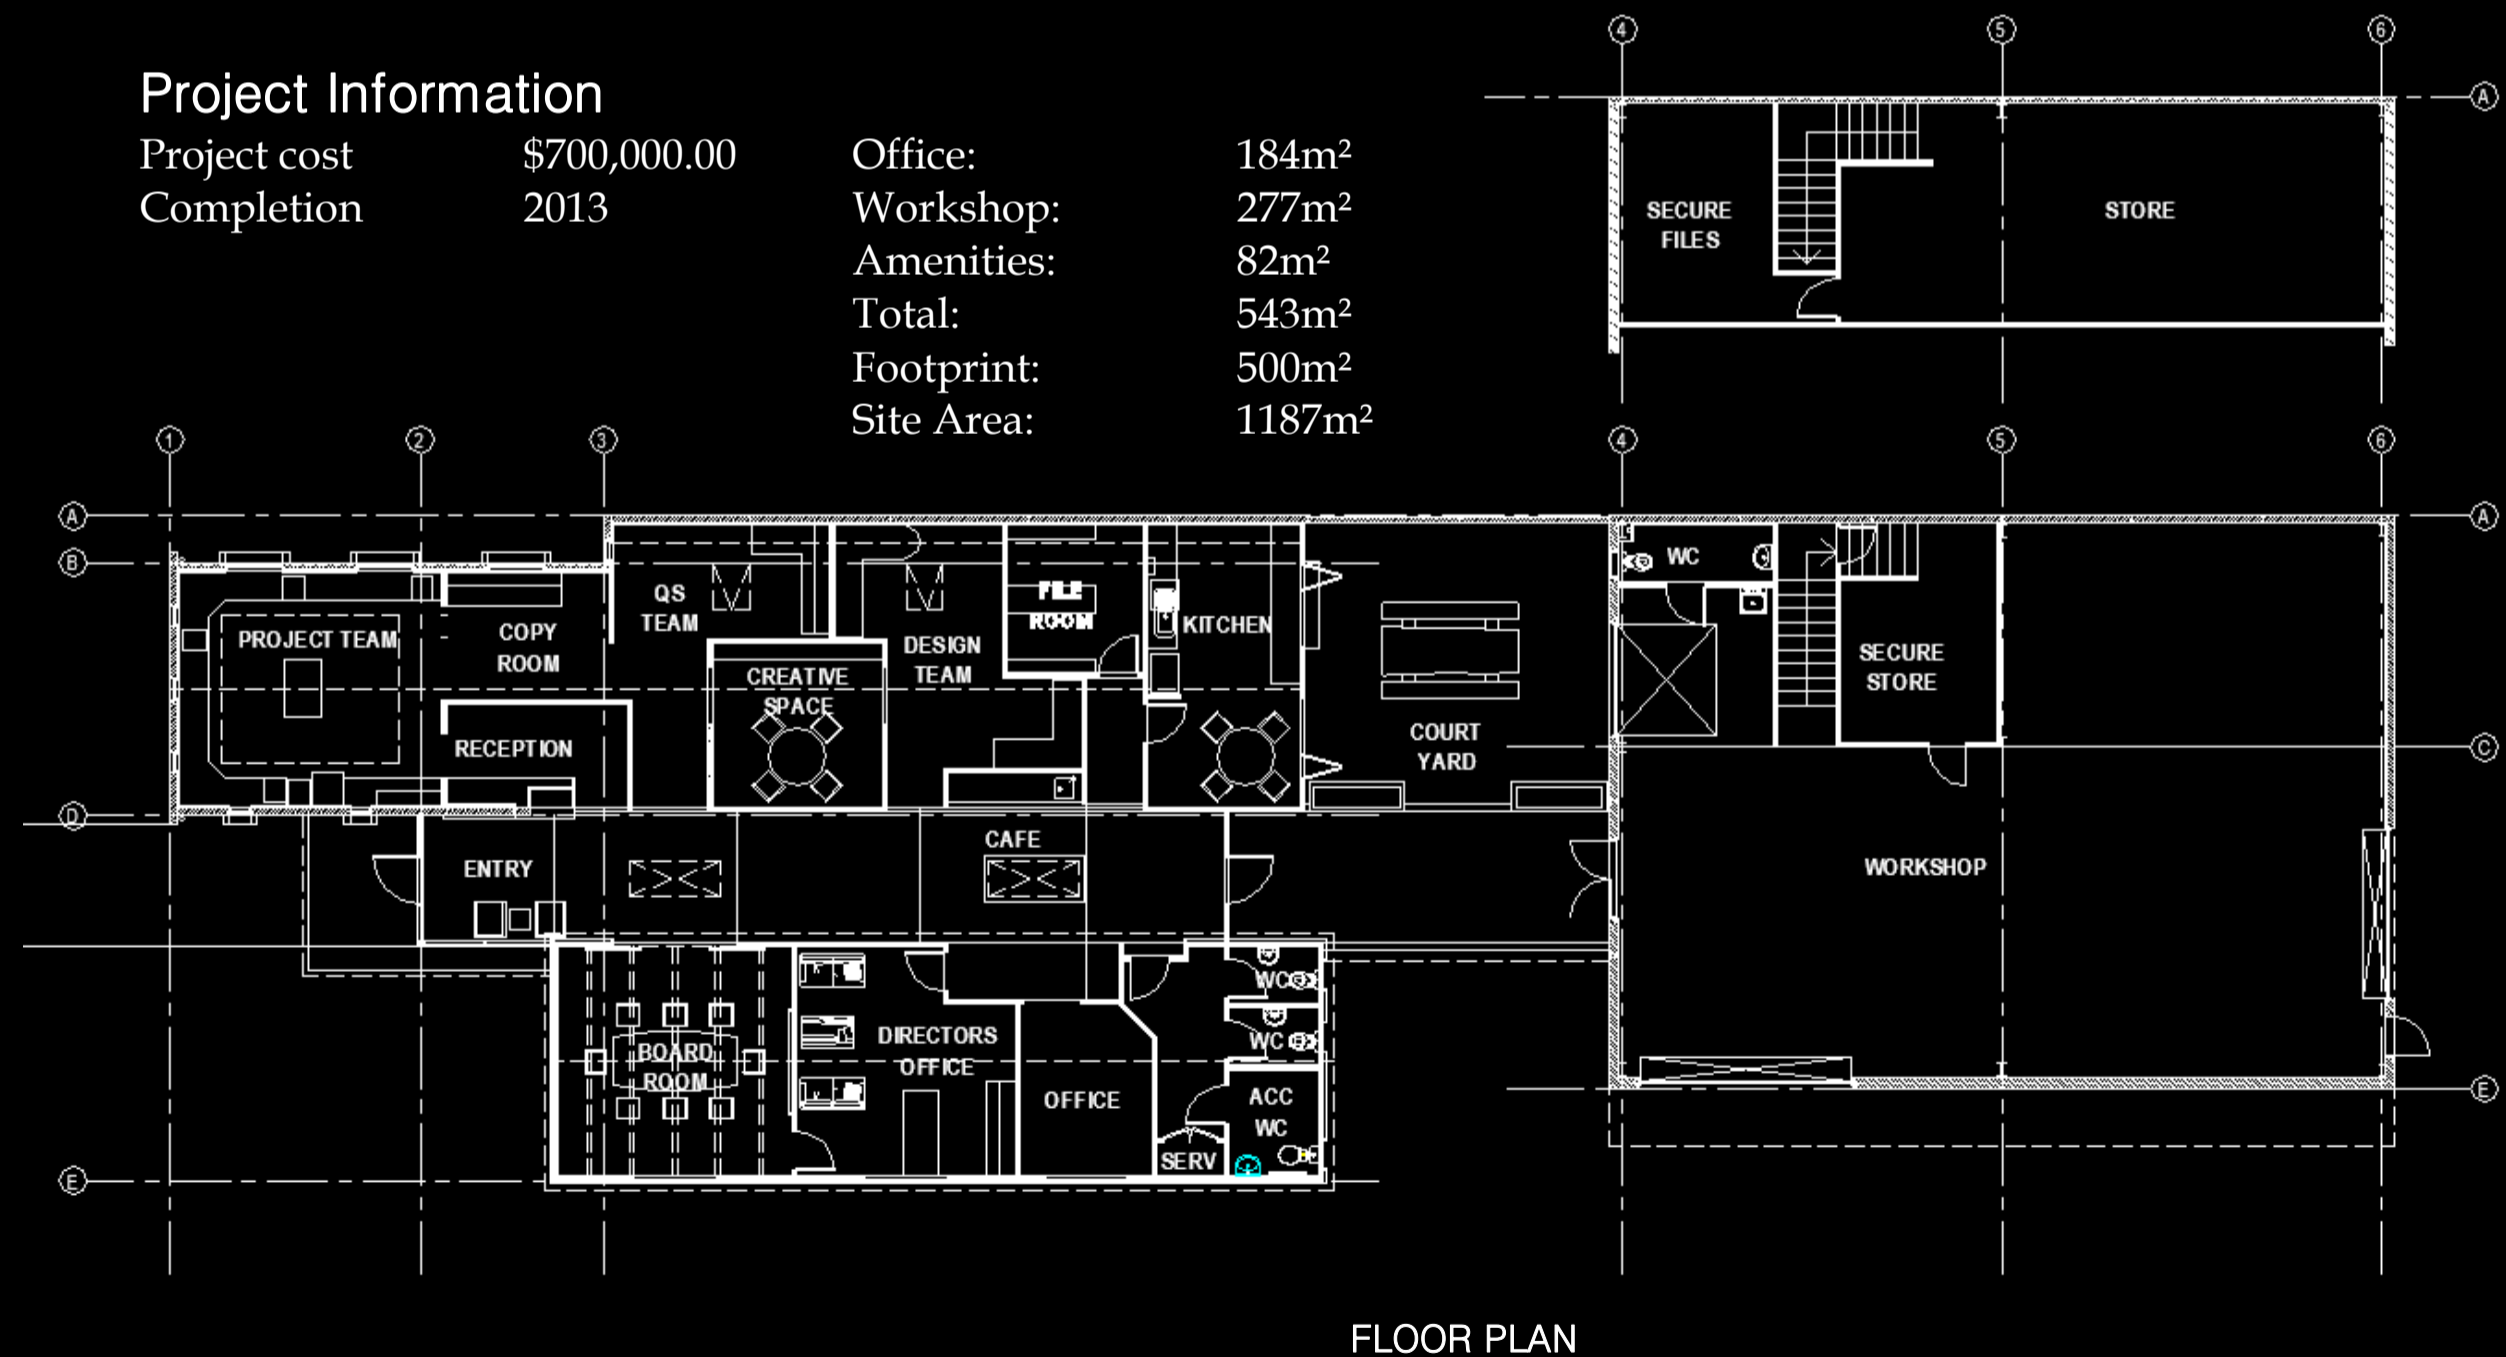 4 5 6
A
Project Information
Project cost $700,000.00 Office: 184m²
Completion 2013 Workshop: 277m²
Amenities: 82m²
Total: 543m²
Footprint: 500m²
Site Area: 1187m²
SECURE
FILES
STORE
1 2 3 4 5 6
A A
B
WC
QS
TEAM
FILE
ROOM
COPY
ROOM
PROJECT TEAM
KITCHEN
DESIGN
TEAM
CREATIVE
SPACE
SECURE
STORE
RECEPTION
COURT
YARD
C
D
CAFE
ENTRY
WORKSHOP
WC
DIRECTORS
OFFICE
WC
BOARD
ROOM
OFFICE
ACC
WC
SERV
E
E
FLOOR PLAN